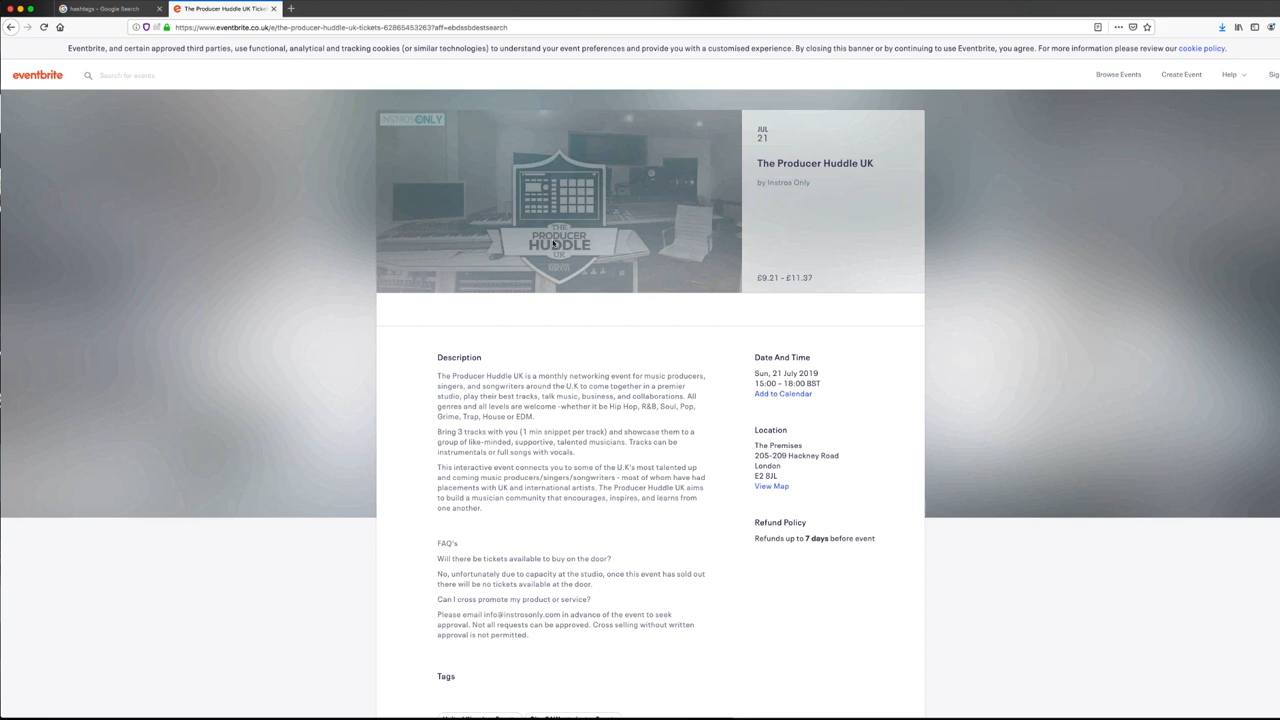 hashtags - Google Search
The Producer Huddle UK Ticke
https://www.eventbrite.co.uk/e/the-producer-huddle-uk-tickets-62865453263?aff=ebdssbdestsearch
Eventbrite, and certain approved third parties, use functional, analytical and tracking cookies (or similar technologies) to understand your event preferences and provide you with a customised experience. By closing this banner or by continuing to use Eventbrite, you agree. For more information please review our cookie policy.
eventbrite
Search for events
Browse Events
Create Event
Help
Sig
INSTROSONLY
THE
PRODUCER
HUDDLE
UK
JUL
21
The Producer Huddle UK
by Instros Only
£9.21 – £11.37
Description
The Producer Huddle UK is a monthly networking event for music producers,
singers, and songwriters around the U.K to come together in a premier
studio, play their best tracks, talk music, business, and collaborations. All
genres and all levels are welcome -whether it be Hip Hop, R&B, Soul, Pop,
Grime, Trap, House or EDM.
Bring 3 tracks with you (1 min snippet per track) and showcase them to a
group of like-minded, supportive, talented musicians. Tracks can be
instrumentals or full songs with vocals.
This interactive event connects you to some of the U.K's most talented up
and coming music producers/singers/songwriters - most of whom have had
placements with UK and international artists. The Producer Huddle UK aims
to build a musician community that encourages, inspires, and learns from
one another.
FAQ's
Will there be tickets available to buy on the door?
No, unfortunately due to capacity at the studio, once this event has sold out
there will be no tickets available at the door.
Can I cross promote my product or service?
Please email info@instrosonly.com in advance of the event to seek
approval. Not all requests can be approved. Cross selling without written
approval is not permitted.
Tags
Date And Time
Sun, 21 July 2019
15:00 – 18:00 BST
Add to Calendar
Location
The Premises
205-209 Hackney Road
London
E2 8JL
View Map
Refund Policy
Refunds up to 7 days before event